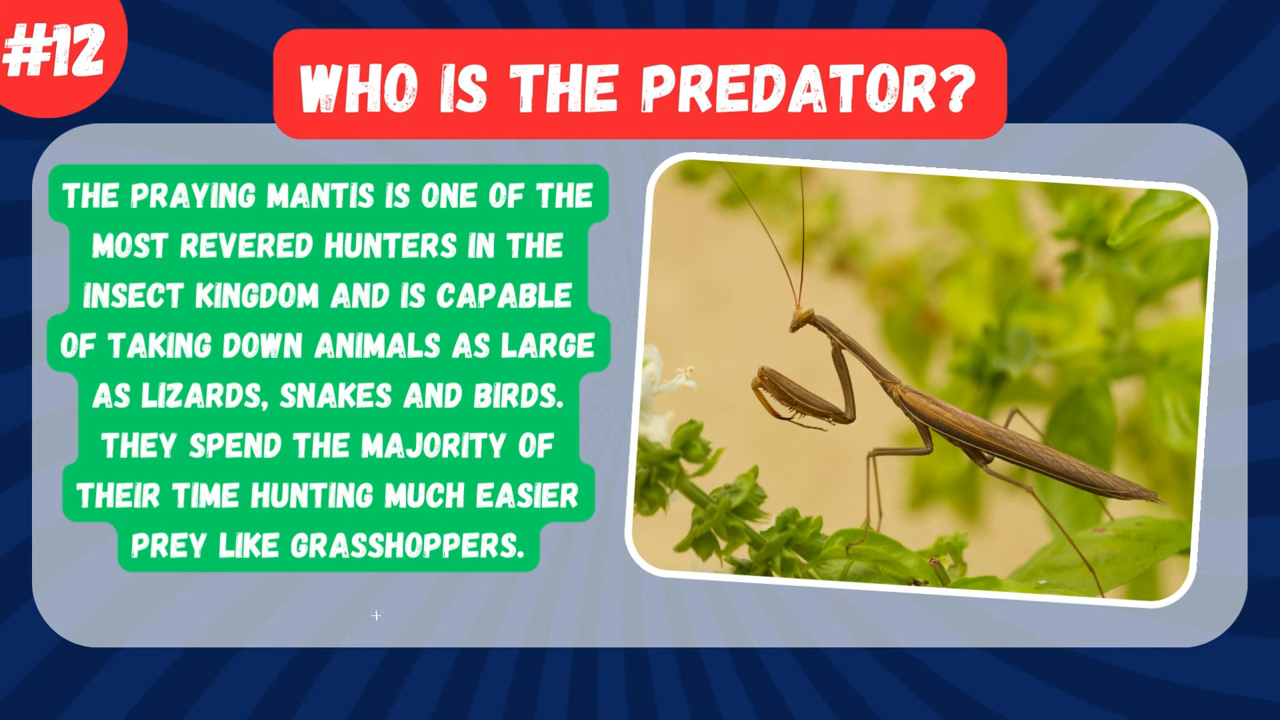 #12
WHO IS THE PREDATOR?
THE PRAYING MANTIS IS ONE OF THE
MOST REVERED HUNTERS IN THE
INSECT KINGDOM AND IS CAPABLE
OF TAKING DOWN ANIMALS AS LARGE
AS LIZARDS, SNAKES AND BIRDS.
THEY SPEND THE MAJORITY OF
THEIR TIME HUNTING MUCH EASIER
PREY LIKE GRASSHOPPERS.